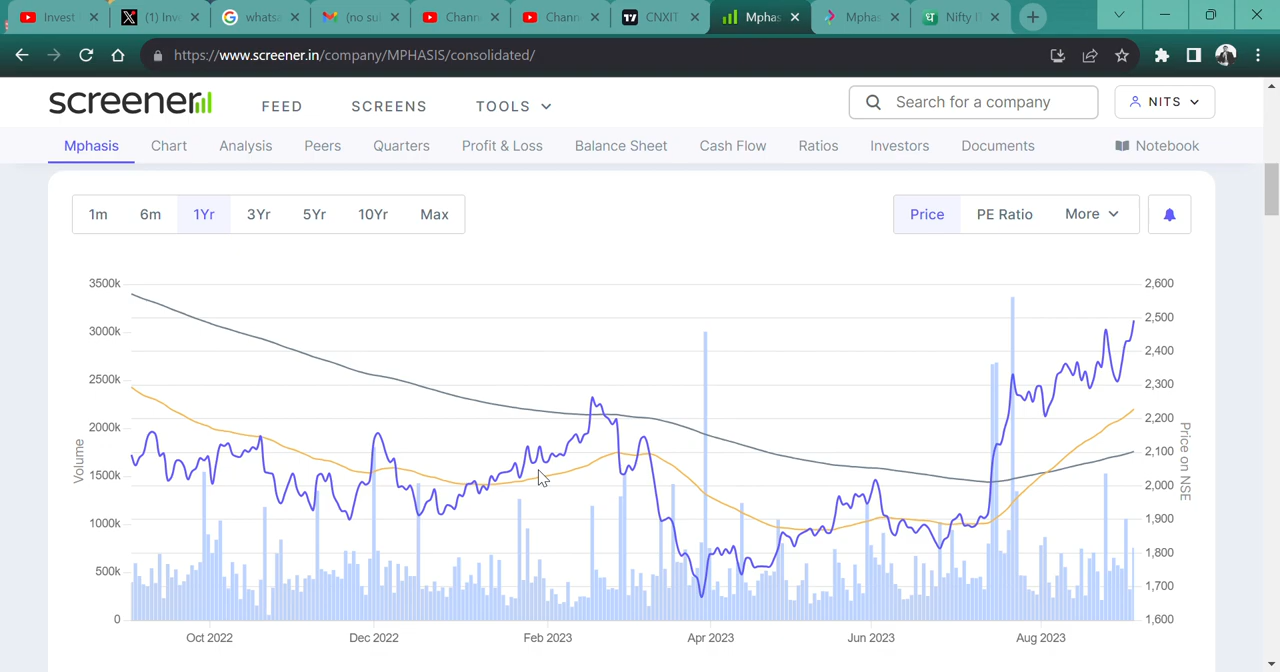 Invest
(1) Inv
whatsa
(no sul
Chann
Chann
CNXIT
Mphas
Mphas
Nifty I
https://www.screener.in/company/MPHASIS/consolidated/
screener
FEED SCREENS TOOLS
Search for a company
NITS
Mphasis Chart Analysis Peers Quarters Profit & Loss Balance Sheet Cash Flow Ratios Investors Documents Notebook
1m 6m 1Yr 3Yr 5Yr 10Yr Max
Price PE Ratio More
3500k 2,600
3000k 2,500
2,400
2500k 2,300
2000k 2,200
2,100
1500k 2,000
1000k 1,900
1,800
500k 1,700
0 1,600
Volume
Price on NSE
Oct 2022 Dec 2022 Feb 2023 Apr 2023 Jun 2023 Aug 2023